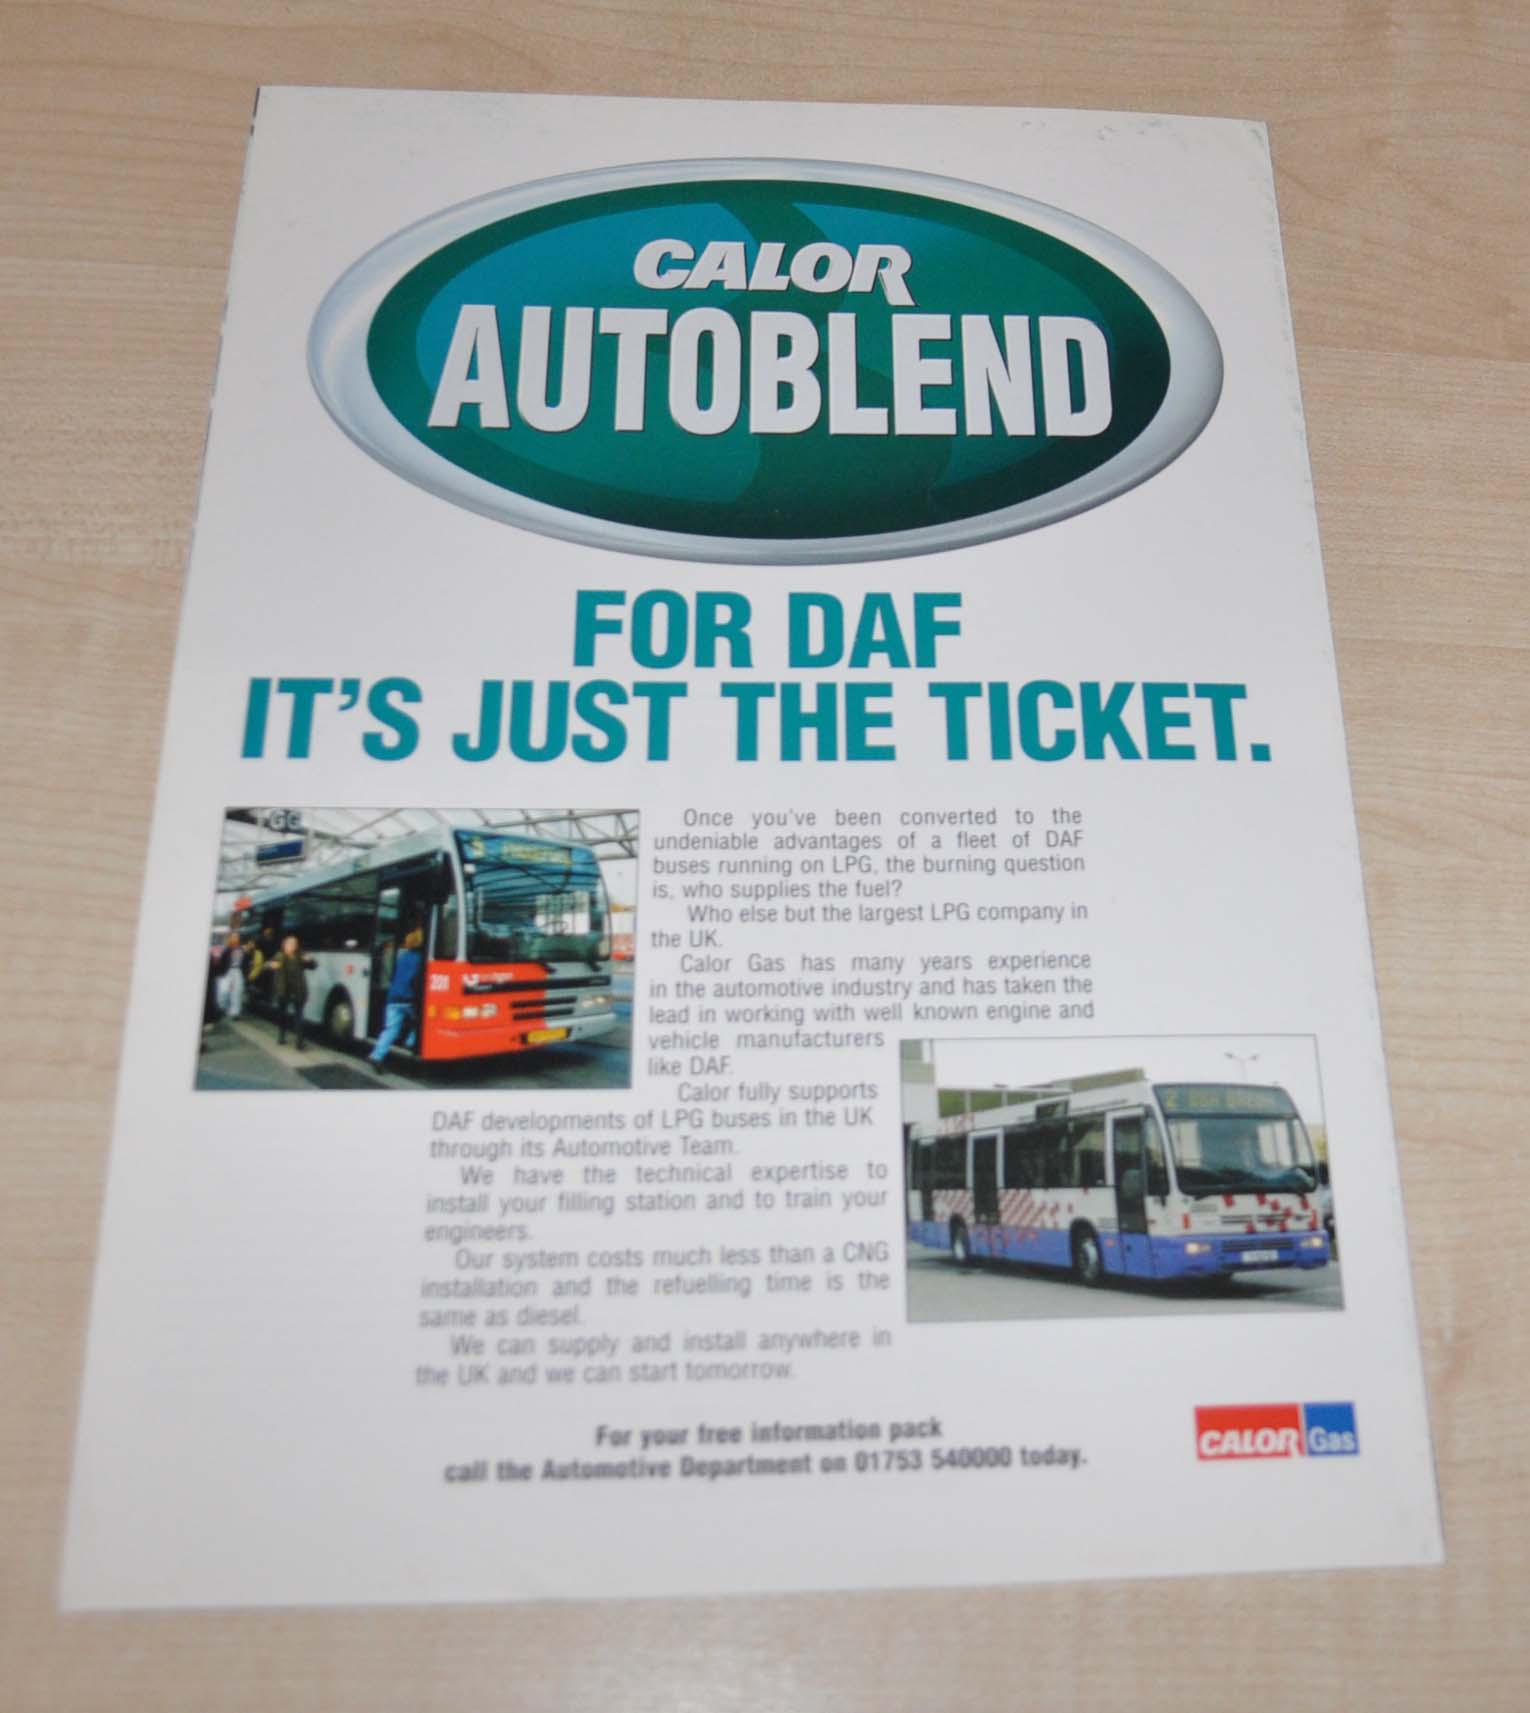 CALOR
AUTOBLEND
FOR DAF
IT'S JUST THE TICKET.
Once you've been converted to the
undeniable advantages of a fleet of DAF
buses running on LPG, the burning question
is, who supplies the fuel?
Who else but the largest LPG company in
the UK.
Calor Gas has many years experience
in the automotive industry and has taken the
lead in working with well known engine and
vehicle manufacturers
like DAF.
Calor fully supports
DAF developments of LPG buses in the UK
through its Automotive Team.
We have the technical expertise to
install your filling station and to train your
engineers.
Our system costs much less than a CNG
installation and the refuelling time is the
same as diesel.
We can supply and install anywhere in
the UK and we can start tomorrow.
201
For your free information pack
call the Automotive Department on 01753 540000 today.
CALOR Gas